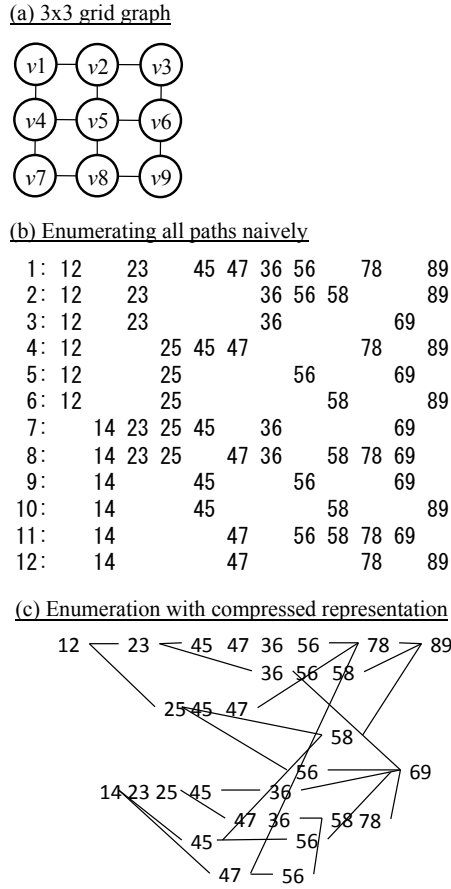 (a) 3x3 grid graph
v1 v2 v3
v4 v5 v6
v7 v8 v9
(b) Enumerating all paths naively
1: 12 23 45 47 36 56 78 89
2: 12 23 36 56 58 89
3: 12 23 36 69
4: 12 25 45 47 78 89
5: 12 25 56 69
6: 12 25 58 89
7: 14 23 25 45 36 69
8: 14 23 25 47 36 58 78 69
9: 14 45 56 69
10: 14 45 58 89
11: 14 47 56 58 78 69
12: 14 47 78 89
(c) Enumeration with compressed representation
12 23 45 47 36 56 78 89
36 56 58
25 45 47
58
56 69
14 23 25 45 36
47 36 58 78
45 56
47 56